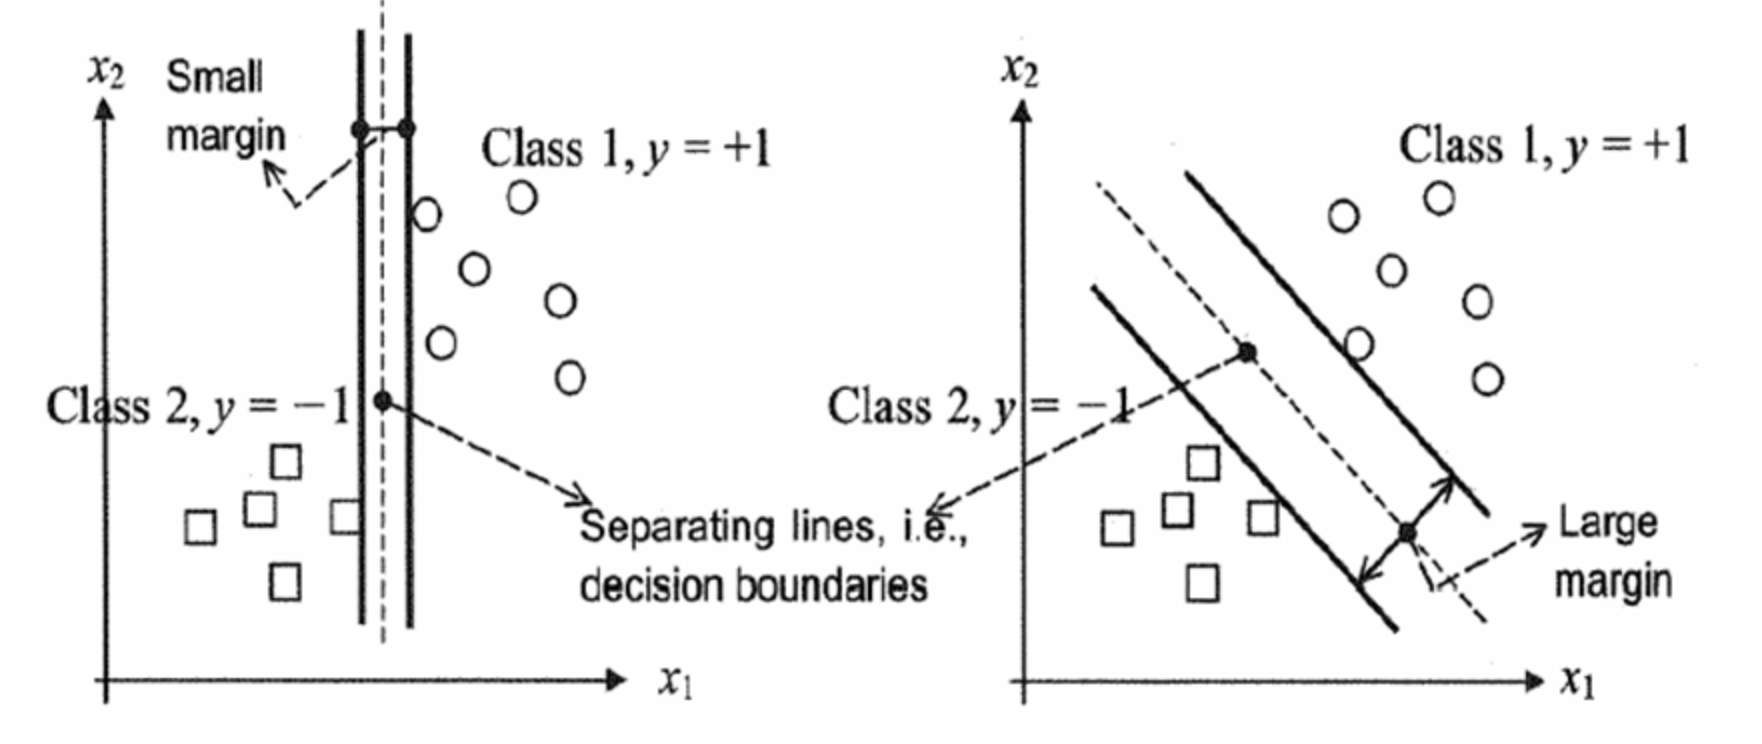 x₂
Small
margin
Class 1, y = +1
Class 2, y = −1
x₁
Separating lines, i.e.,
decision boundaries
x₂
Class 1, y = +1
Class 2, y = −1
Large
margin
x₁